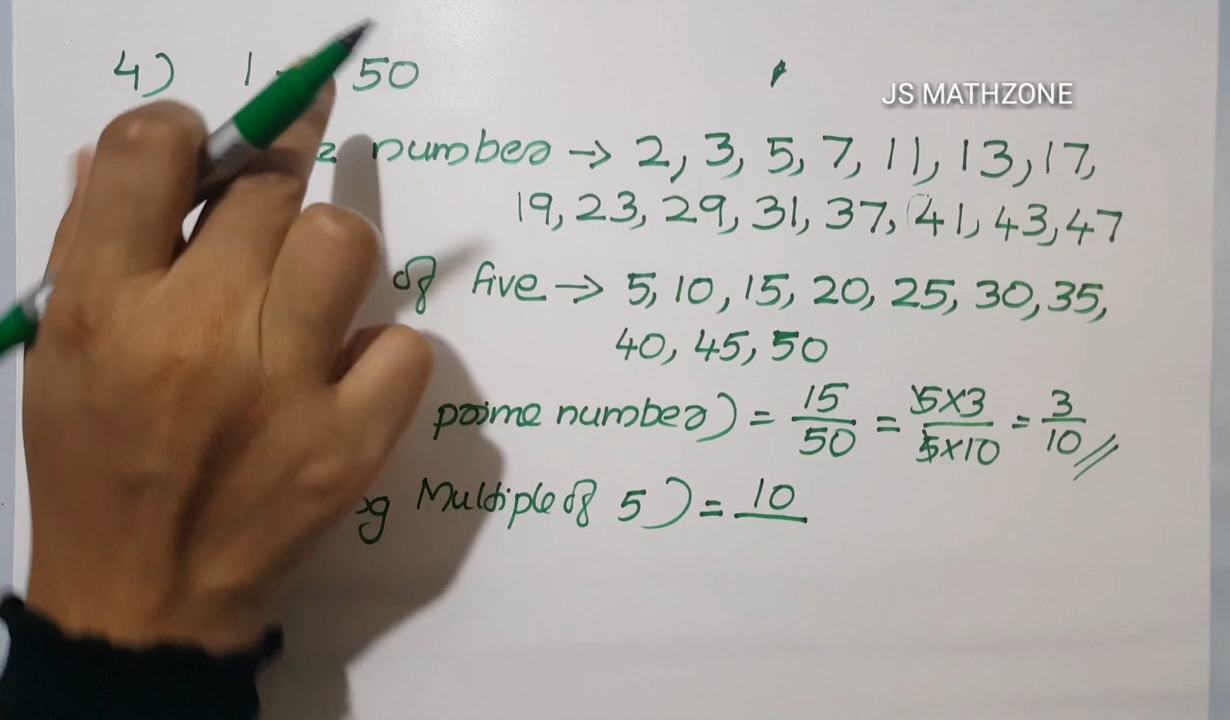 4) 1 50
JS MATHZONE
number → 2, 3, 5, 7, 11, 13, 17,
19, 23, 29, 31, 37, 41, 43, 47
of five → 5, 10, 15, 20, 25, 30, 35,
40, 45, 50
prime number) = 15/50 = 5×3/5×10 = 3/10 //
g Multiple of 5) = 10